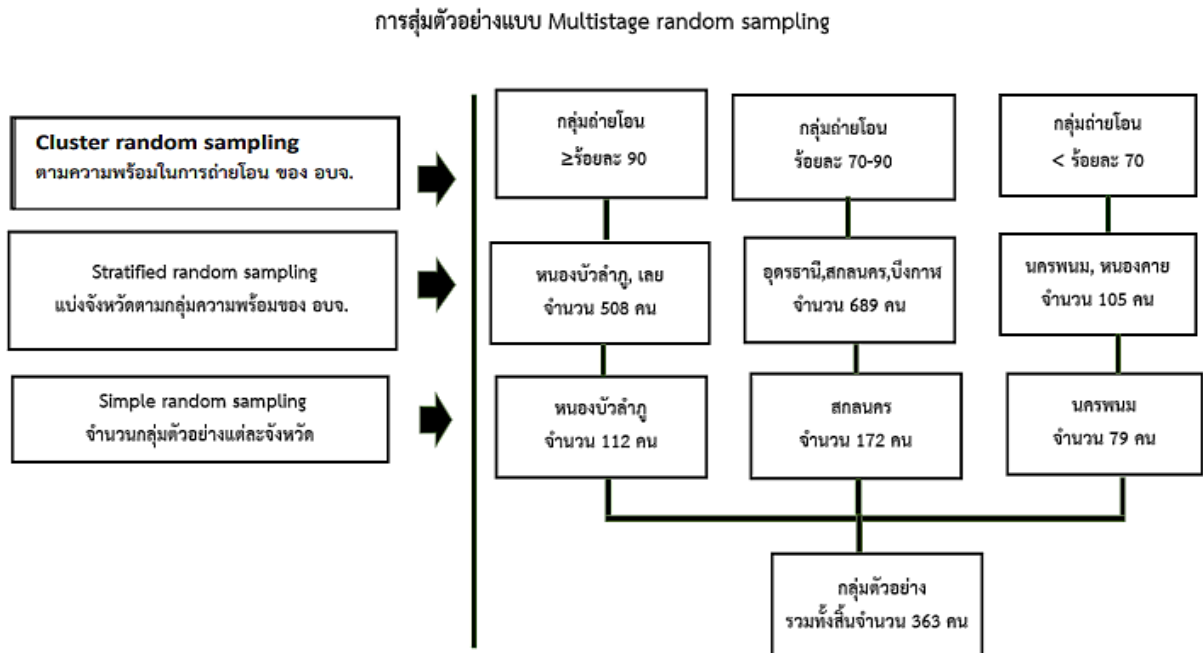 การสุ่มตัวอย่างแบบ Multistage random sampling
Cluster random sampling
ตามความพร้อมในการถ่ายโอน ของ อบจ.
กลุ่มถ่ายโอน
≥ร้อยละ 90
กลุ่มถ่ายโอน
ร้อยละ 70-90
กลุ่มถ่ายโอน
< ร้อยละ 70
Stratified random sampling
แบ่งจังหวัดตามกลุ่มความพร้อมของ อบจ.
หนองบัวลำภู, เลย
จำนวน 508 คน
อุดรธานี,สกลนคร,บึงกาฬ
จำนวน 689 คน
นครพนม, หนองคาย
จำนวน 105 คน
Simple random sampling
จำนวนกลุ่มตัวอย่างแต่ละจังหวัด
หนองบัวลำภู
จำนวน 112 คน
สกลนคร
จำนวน 172 คน
นครพนม
จำนวน 79 คน
กลุ่มตัวอย่าง
รวมทั้งสิ้นจำนวน 363 คน